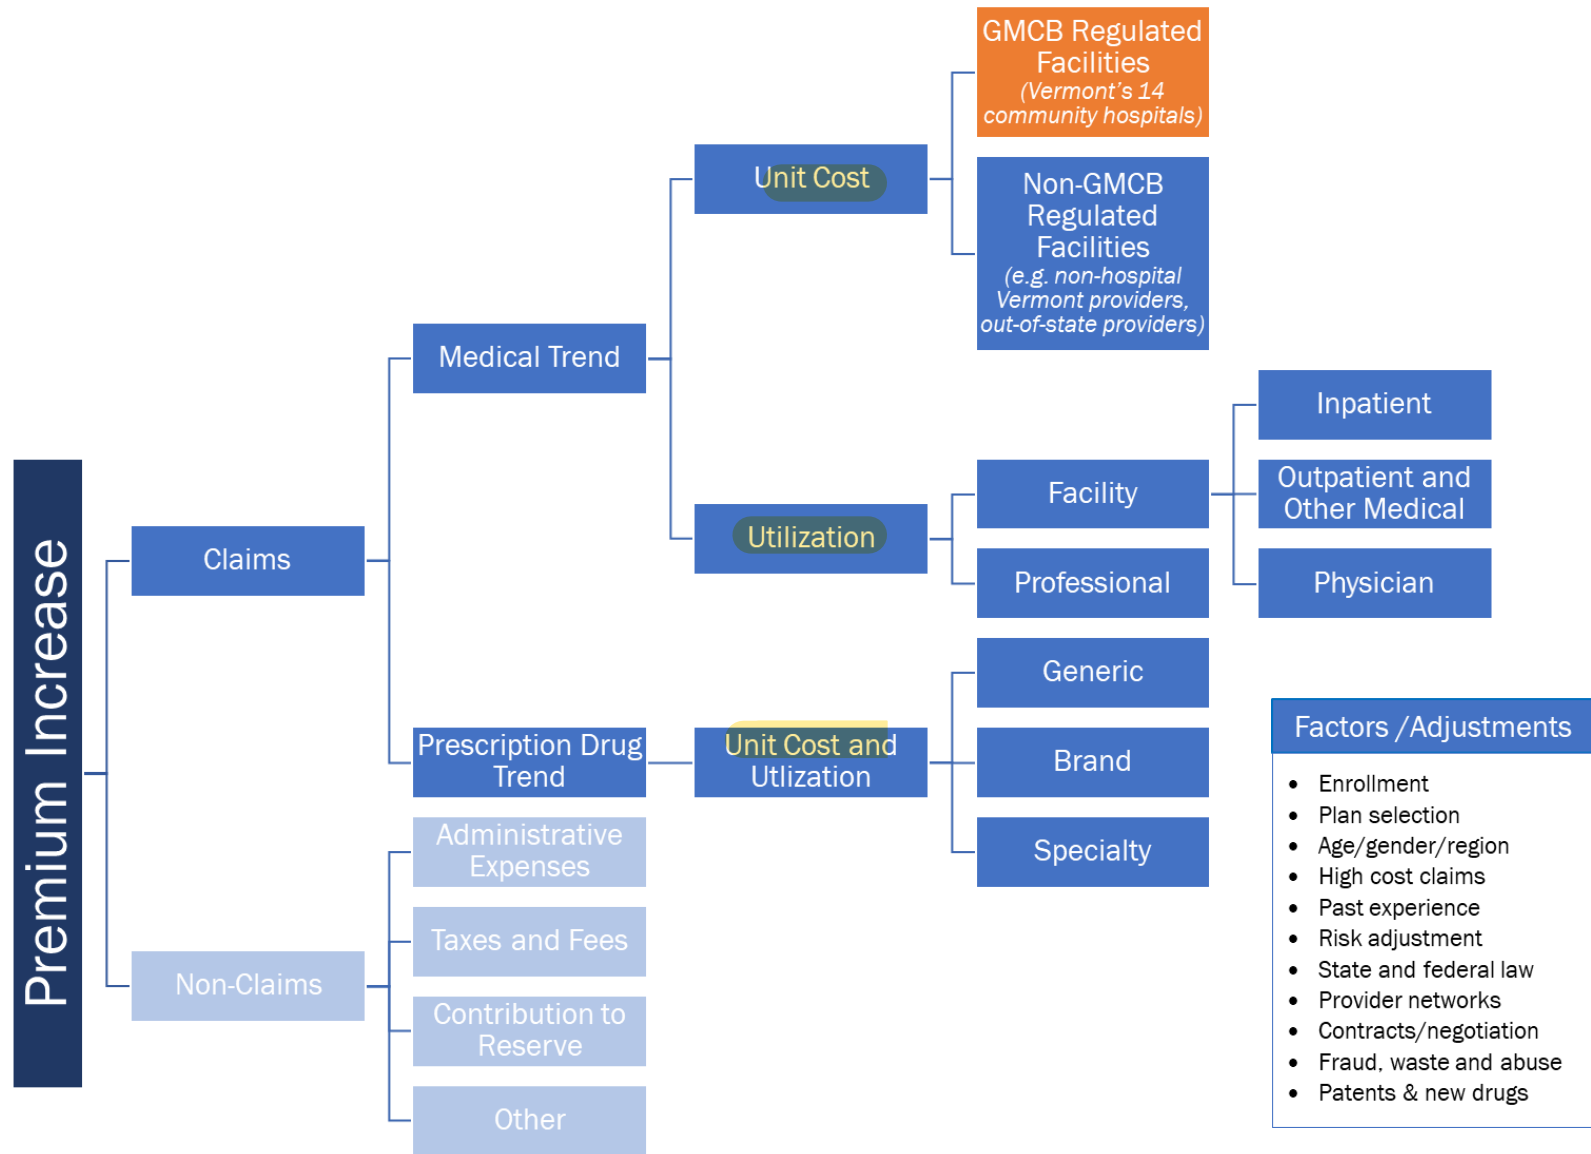 Premium Increase
Claims
Non-Claims
Medical Trend
Prescription Drug
Trend
Administrative
Expenses
Taxes and Fees
Contribution to
Reserve
Other
Unit Cost
Utilization
Unit Cost and
Utlization
GMCB Regulated
Facilities
(Vermont's 14
community hospitals)
Non-GMCB
Regulated
Facilities
(e.g. non-hospital
Vermont providers,
out-of-state providers)
Facility
Professional
Generic
Brand
Specialty
Inpatient
Outpatient and
Other Medical
Physician
Factors /Adjustments
• Enrollment
• Plan selection
• Age/gender/region
• High cost claims
• Past experience
• Risk adjustment
• State and federal law
• Provider networks
• Contracts/negotiation
• Fraud, waste and abuse
• Patents & new drugs